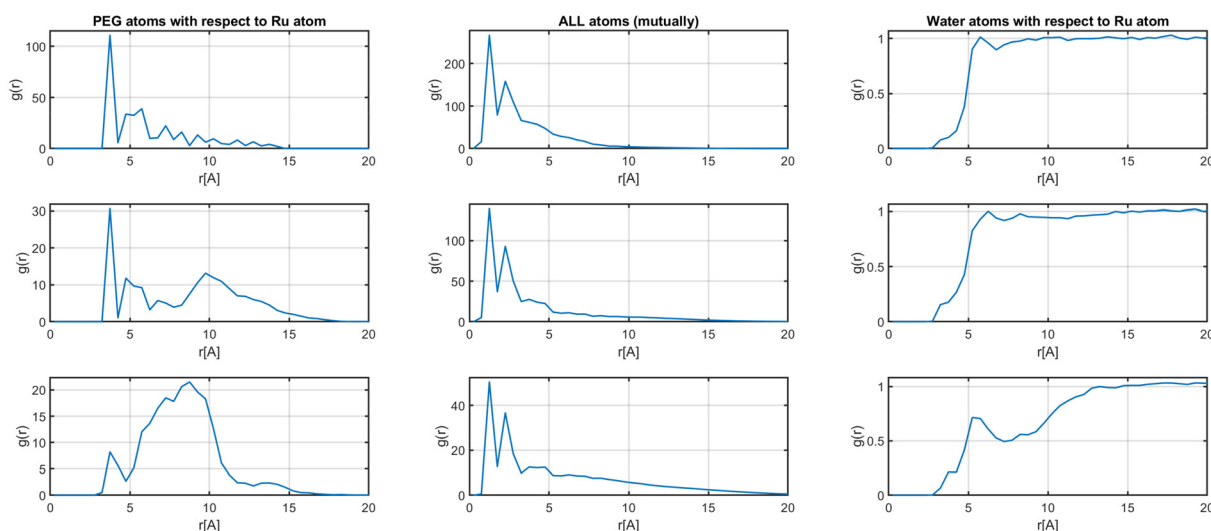 PEG atoms with respect to Ru atom
100
50
0
g(r)
0 5 10 15 20
r[A]
ALL atoms (mutually)
200
100
0
g(r)
0 5 10 15 20
r[A]
Water atoms with respect to Ru atom
1
0.5
0
g(r)
0 5 10 15 20
r[A]
30
20
10
0
g(r)
0 5 10 15 20
r[A]
100
50
0
g(r)
0 5 10 15 20
r[A]
1
0.5
0
g(r)
0 5 10 15 20
r[A]
20
15
10
5
0
g(r)
0 5 10 15 20
r[A]
40
20
0
g(r)
0 5 10 15 20
r[A]
1
0.5
0
g(r)
0 5 10 15 20
r[A]